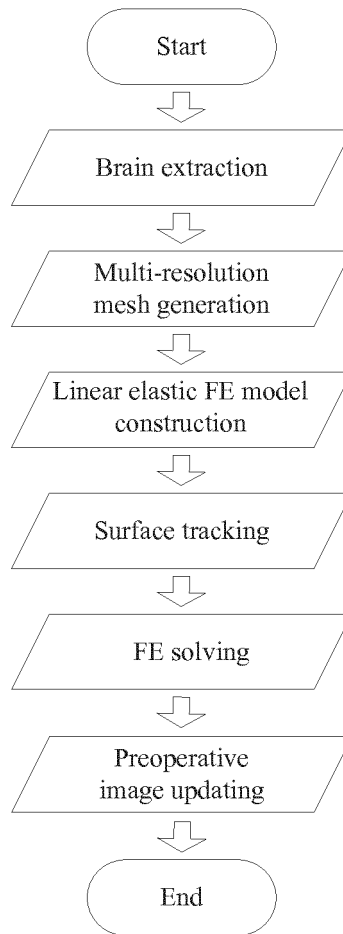 Start
Brain extraction
Multi-resolution
mesh generation
Linear elastic FE model
construction
Surface tracking
FE solving
Preoperative
image updating
End